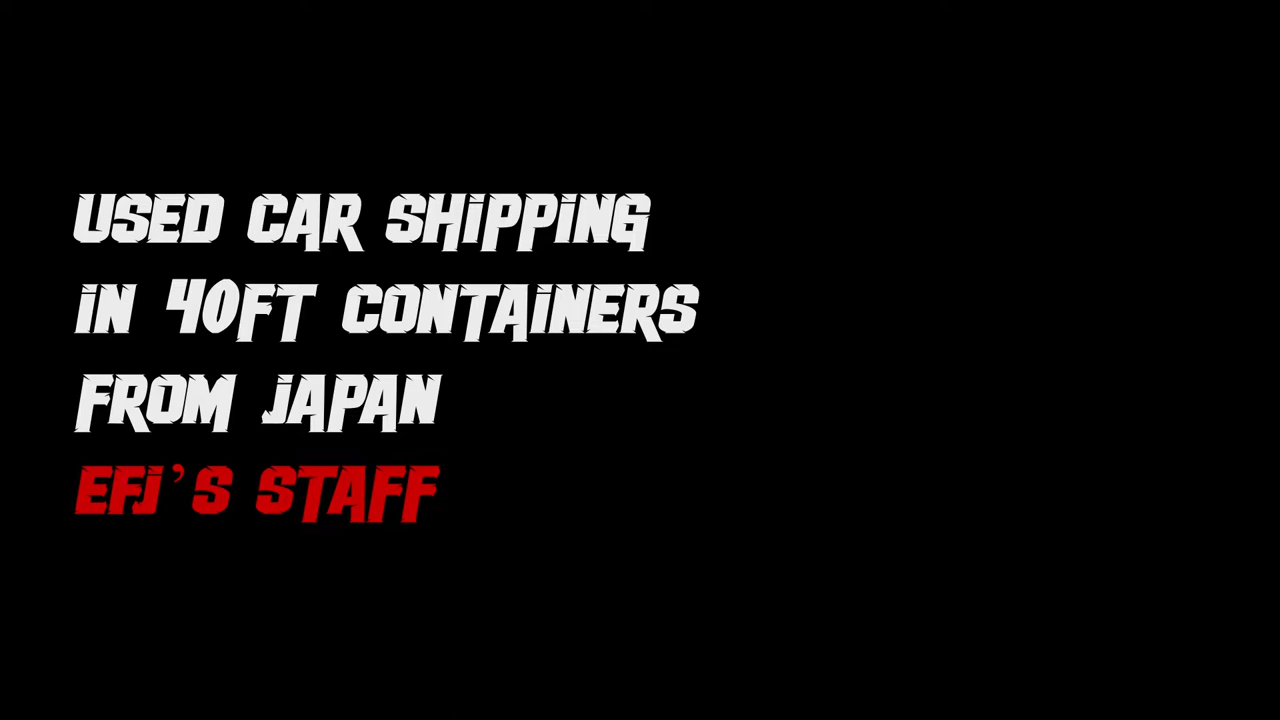 USED CAR SHiPPiNG
iN 40FT CONTAiNERS
FROM jAPAN
EFj'S STAFF